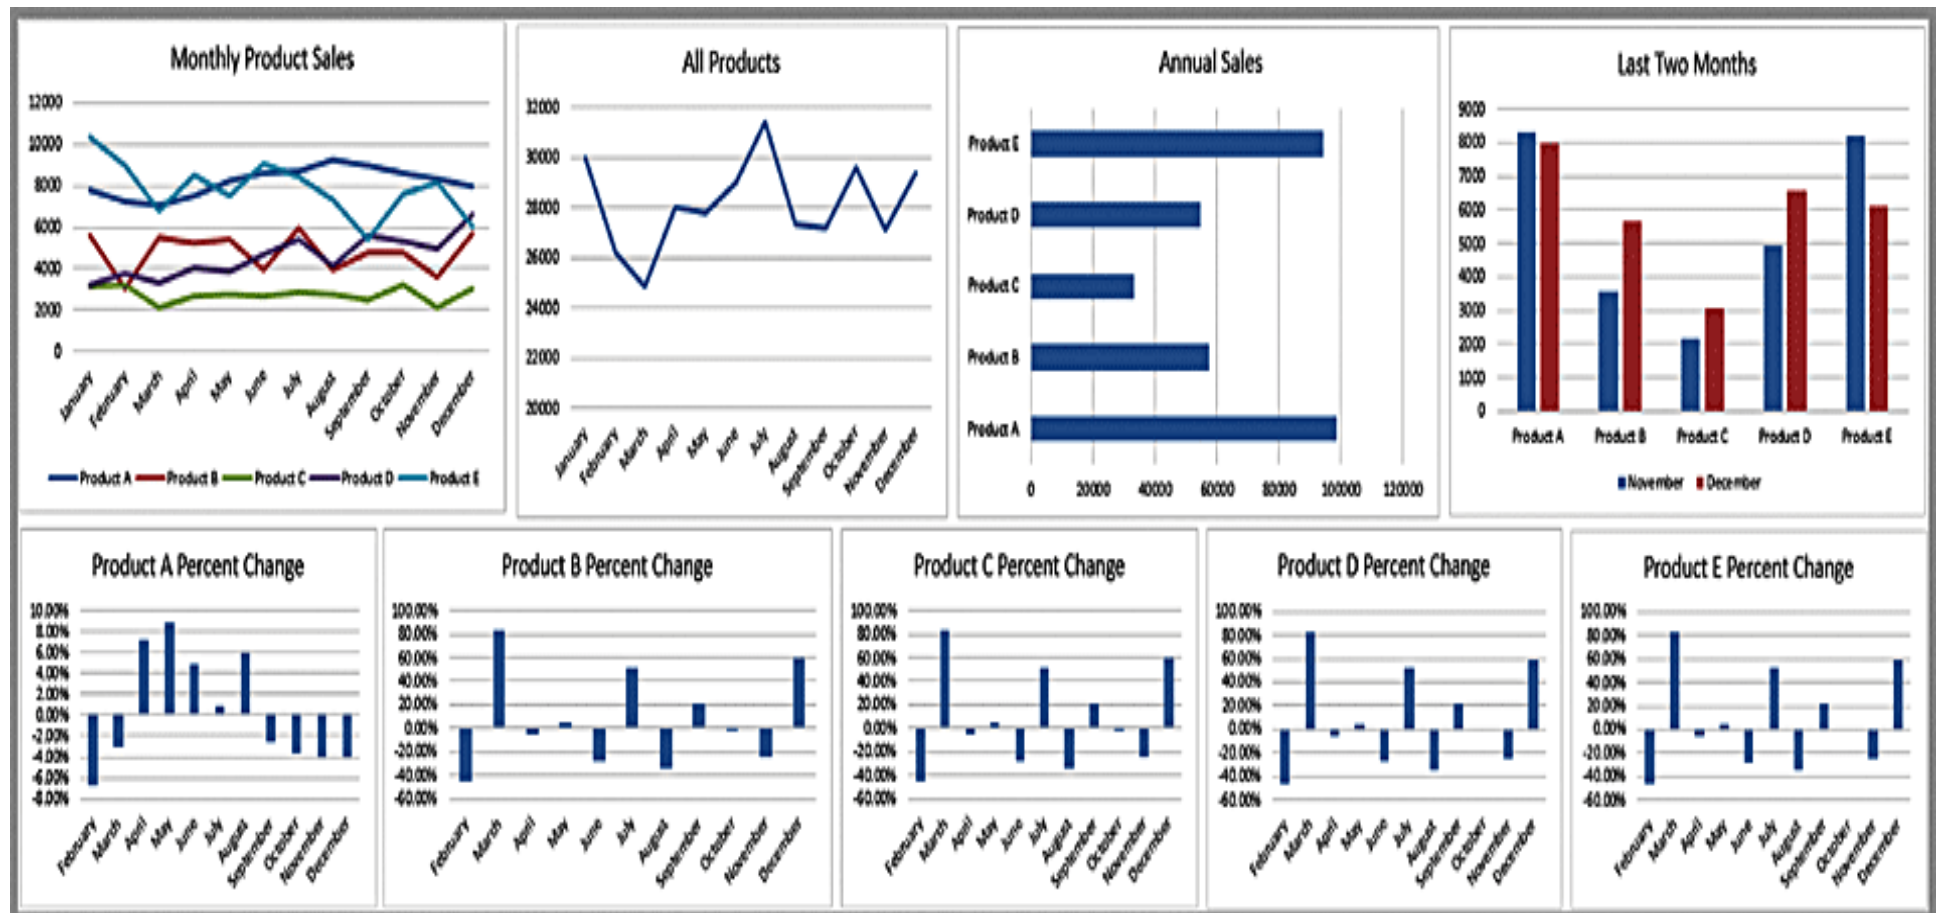 Monthly Product Sales
12000
10000
8000
6000
4000
2000
0
January
February
March
April
May
June
July
August
September
October
November
December
Product A
Product B
Product C
Product D
Product E
All Products
32000
30000
28000
26000
24000
22000
20000
January
February
March
April
May
June
July
August
September
October
November
December
Annual Sales
Product E
Product D
Product C
Product B
Product A
0 20000 40000 60000 80000 100000 120000
Last Two Months
9000
8000
7000
6000
5000
4000
3000
2000
1000
0
Product A Product B Product C Product D Product E
November December
Product A Percent Change
10.00%
8.00%
6.00%
4.00%
2.00%
0.00%
-2.00%
-4.00%
-6.00%
-8.00%
February
March
April
May
June
July
August
September
October
November
December
Product B Percent Change
100.00%
80.00%
60.00%
40.00%
20.00%
0.00%
-20.00%
-40.00%
-60.00%
February
March
April
May
June
July
August
September
October
November
December
Product C Percent Change
100.00%
80.00%
60.00%
40.00%
20.00%
0.00%
-20.00%
-40.00%
-60.00%
February
March
April
May
June
July
August
September
October
November
December
Product D Percent Change
100.00%
80.00%
60.00%
40.00%
20.00%
0.00%
-20.00%
-40.00%
-60.00%
February
March
April
May
June
July
August
September
October
November
December
Product E Percent Change
100.00%
80.00%
60.00%
40.00%
20.00%
0.00%
-20.00%
-40.00%
-60.00%
February
March
April
May
June
July
August
September
October
November
December